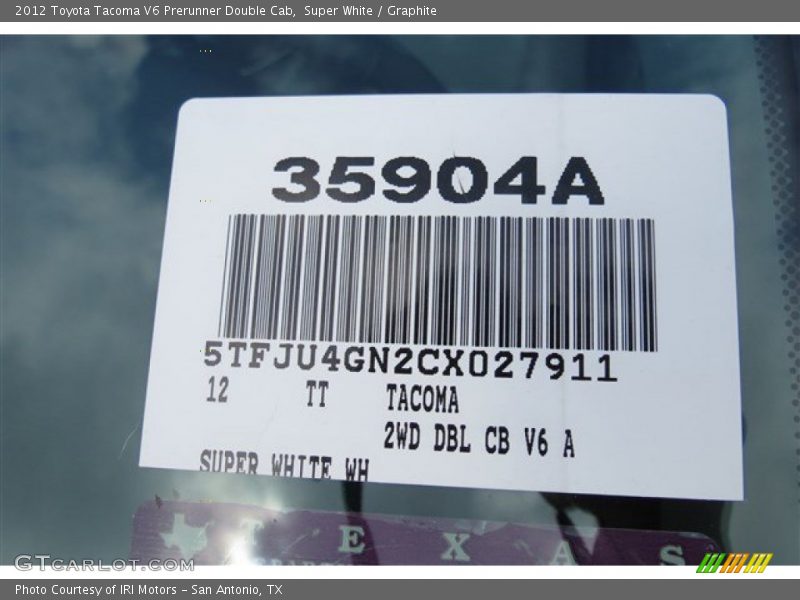 2012 Toyota Tacoma V6 Prerunner Double Cab, Super White / Graphite
35904A
5TFJU4GN2CX027911
12 TT TACOMA
2WD DBL CB V6 A
SUPER WHITE WH
TEXAS
GTCARLOT.COM
Photo Courtesy of IRI Motors – San Antonio, TX